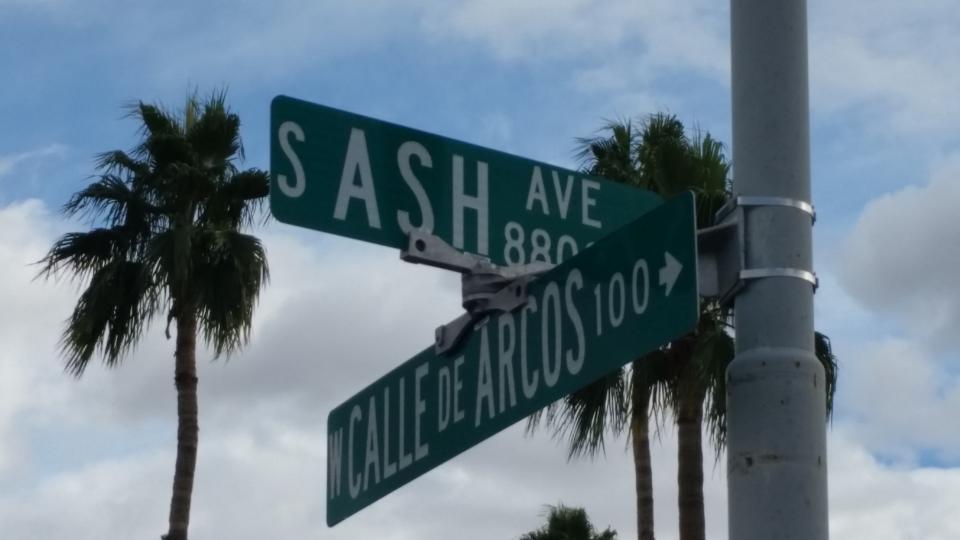 S ASH AVE
880
W CALLE DE ARCOS 100